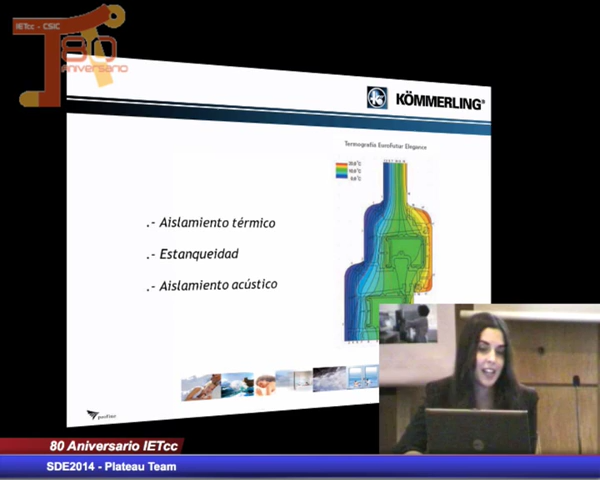 IETcc - CSIC
80
ANIVERSARIO
KÖMMERLING®
Termografía EuroFutur Elegance
.- Aislamiento térmico
.- Estanqueidad
.- Aislamiento acústico
80 Aniversario IETcc
SDE2014 - Plateau Team